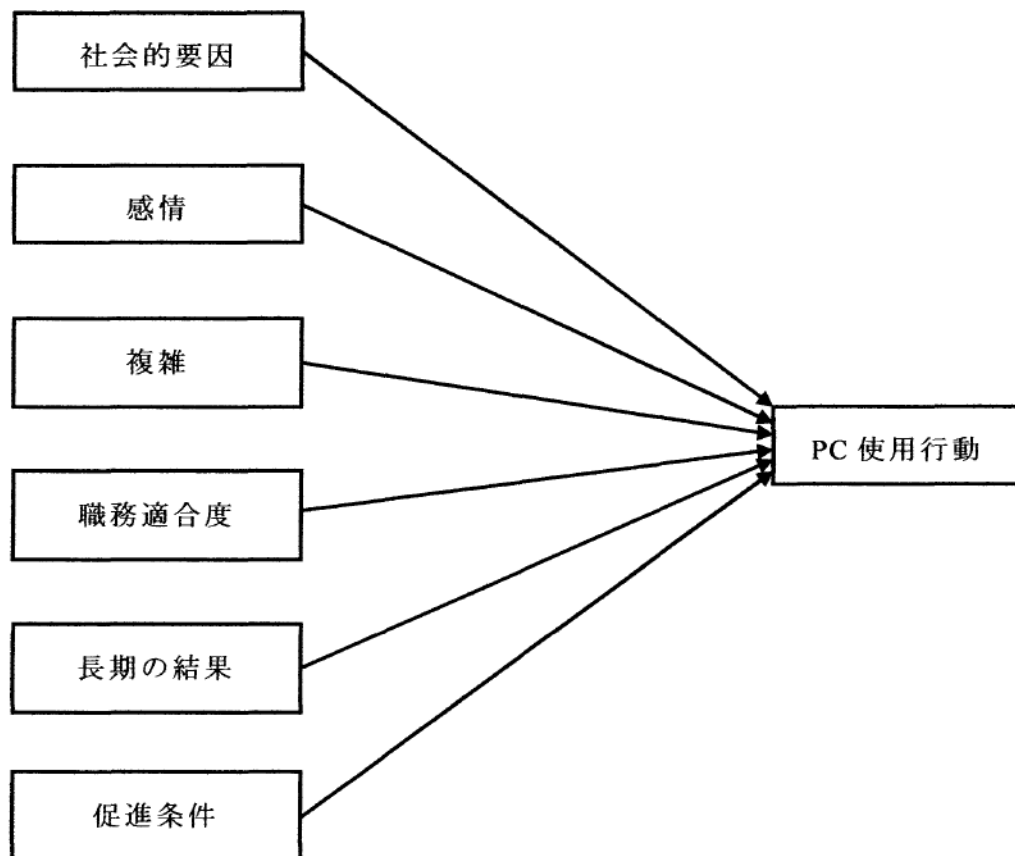 社会的要因
感情
複雑
職務適合度
長期の結果
促進条件
PC 使用行動